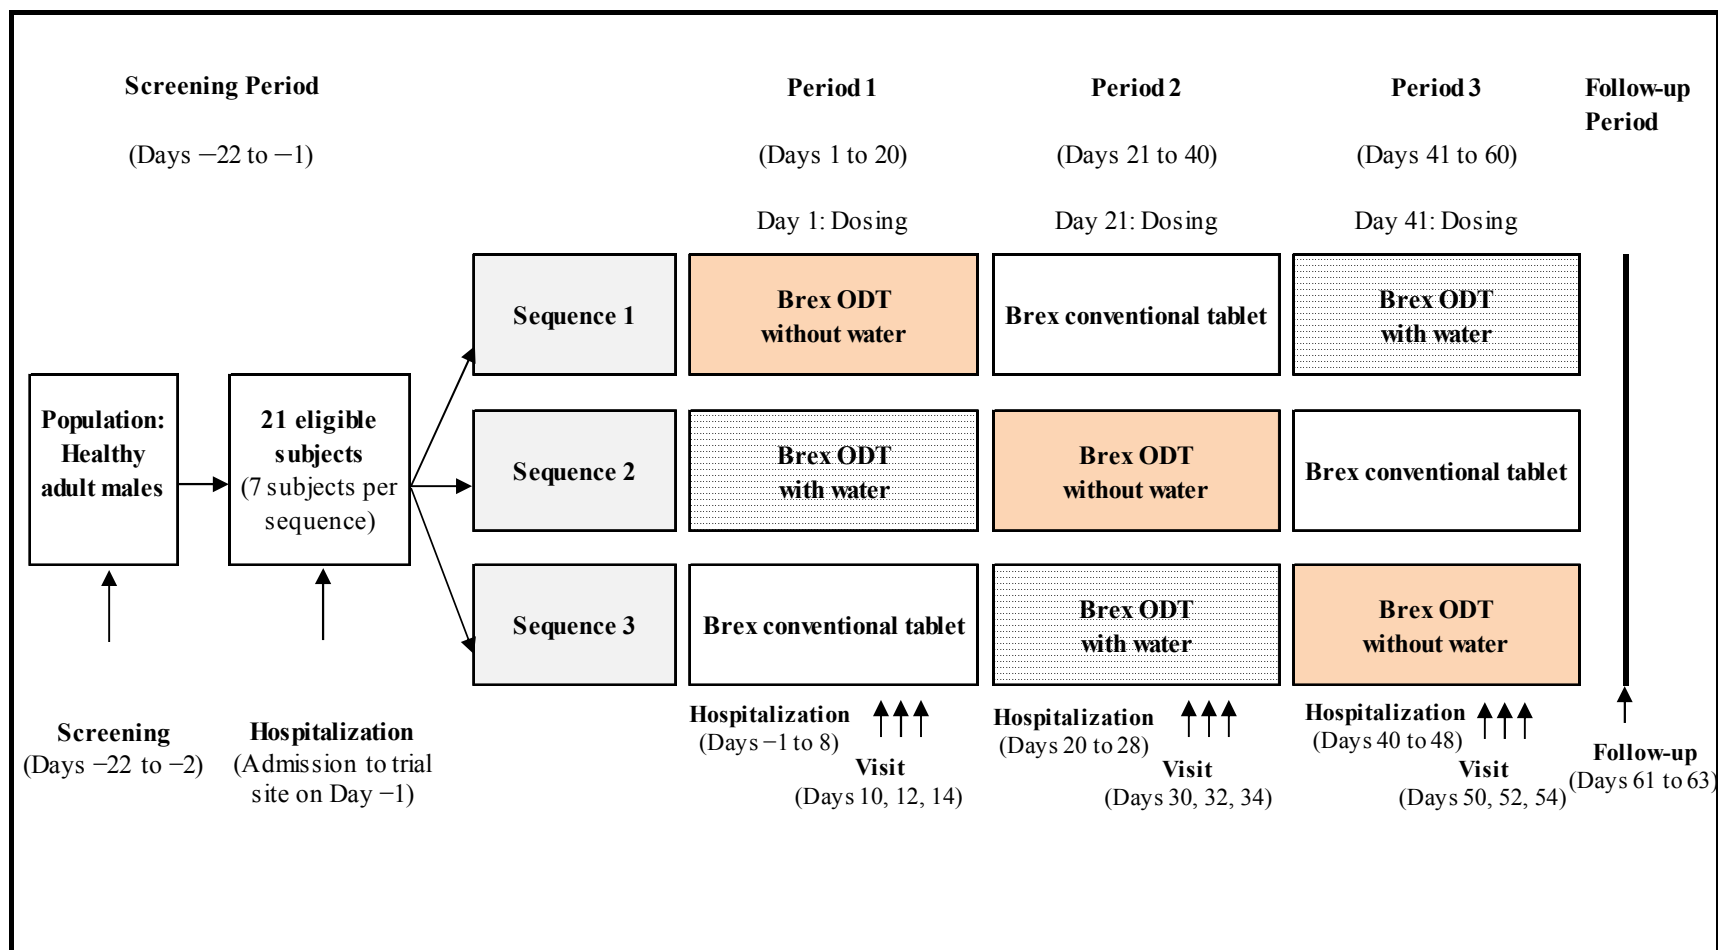 Screening Period
(Days −22 to −1)
Period 1
(Days 1 to 20)
Day 1: Dosing
Period 2
(Days 21 to 40)
Day 21: Dosing
Period 3
(Days 41 to 60)
Day 41: Dosing
Follow-up
Period
Population:
Healthy
adult males
21 eligible
subjects
(7 subjects per
sequence)
Sequence 1
Brex ODT
without water
Brex conventional tablet
Brex ODT
with water
Sequence 2
Brex ODT
with water
Brex ODT
without water
Brex conventional tablet
Sequence 3
Brex conventional tablet
Brex ODT
with water
Brex ODT
without water
Screening
(Days −22 to −2)
Hospitalization
(Admission to trial
site on Day −1)
Hospitalization
(Days −1 to 8)
Visit
(Days 10, 12, 14)
Hospitalization
(Days 20 to 28)
Visit
(Days 30, 32, 34)
Hospitalization
(Days 40 to 48)
Visit
(Days 50, 52, 54)
Follow-up
(Days 61 to 63)